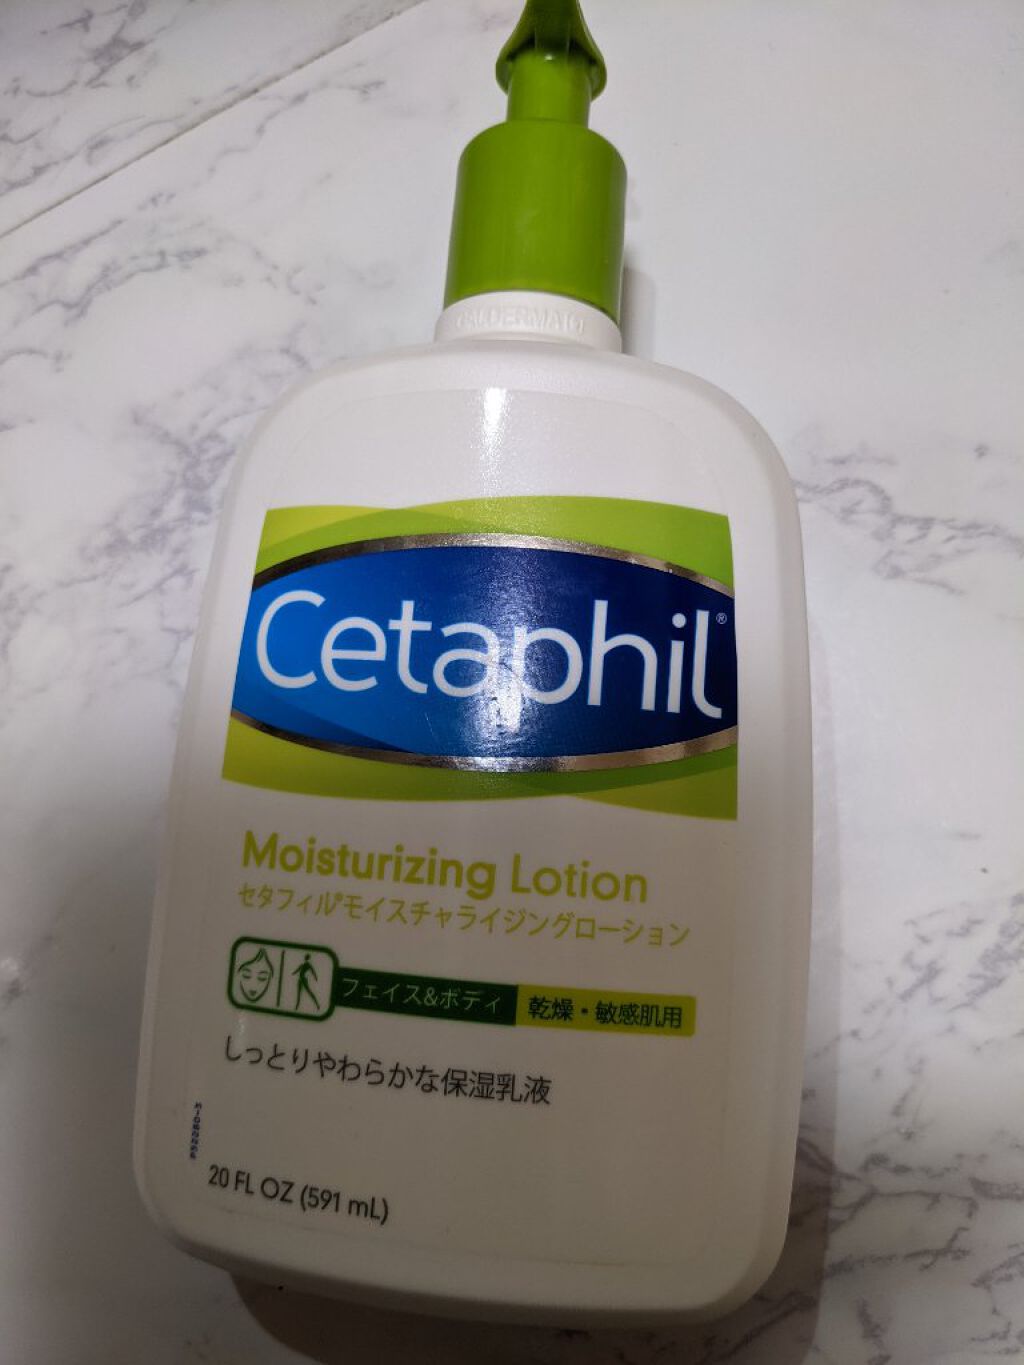 GALDERMA
Cetaphil®
Moisturizing Lotion
セタフィル®モイスチャライジングローション
フェイス&ボディ 乾燥・敏感肌用
しっとりやわらかな保湿乳液
20 FL OZ (591 mL)